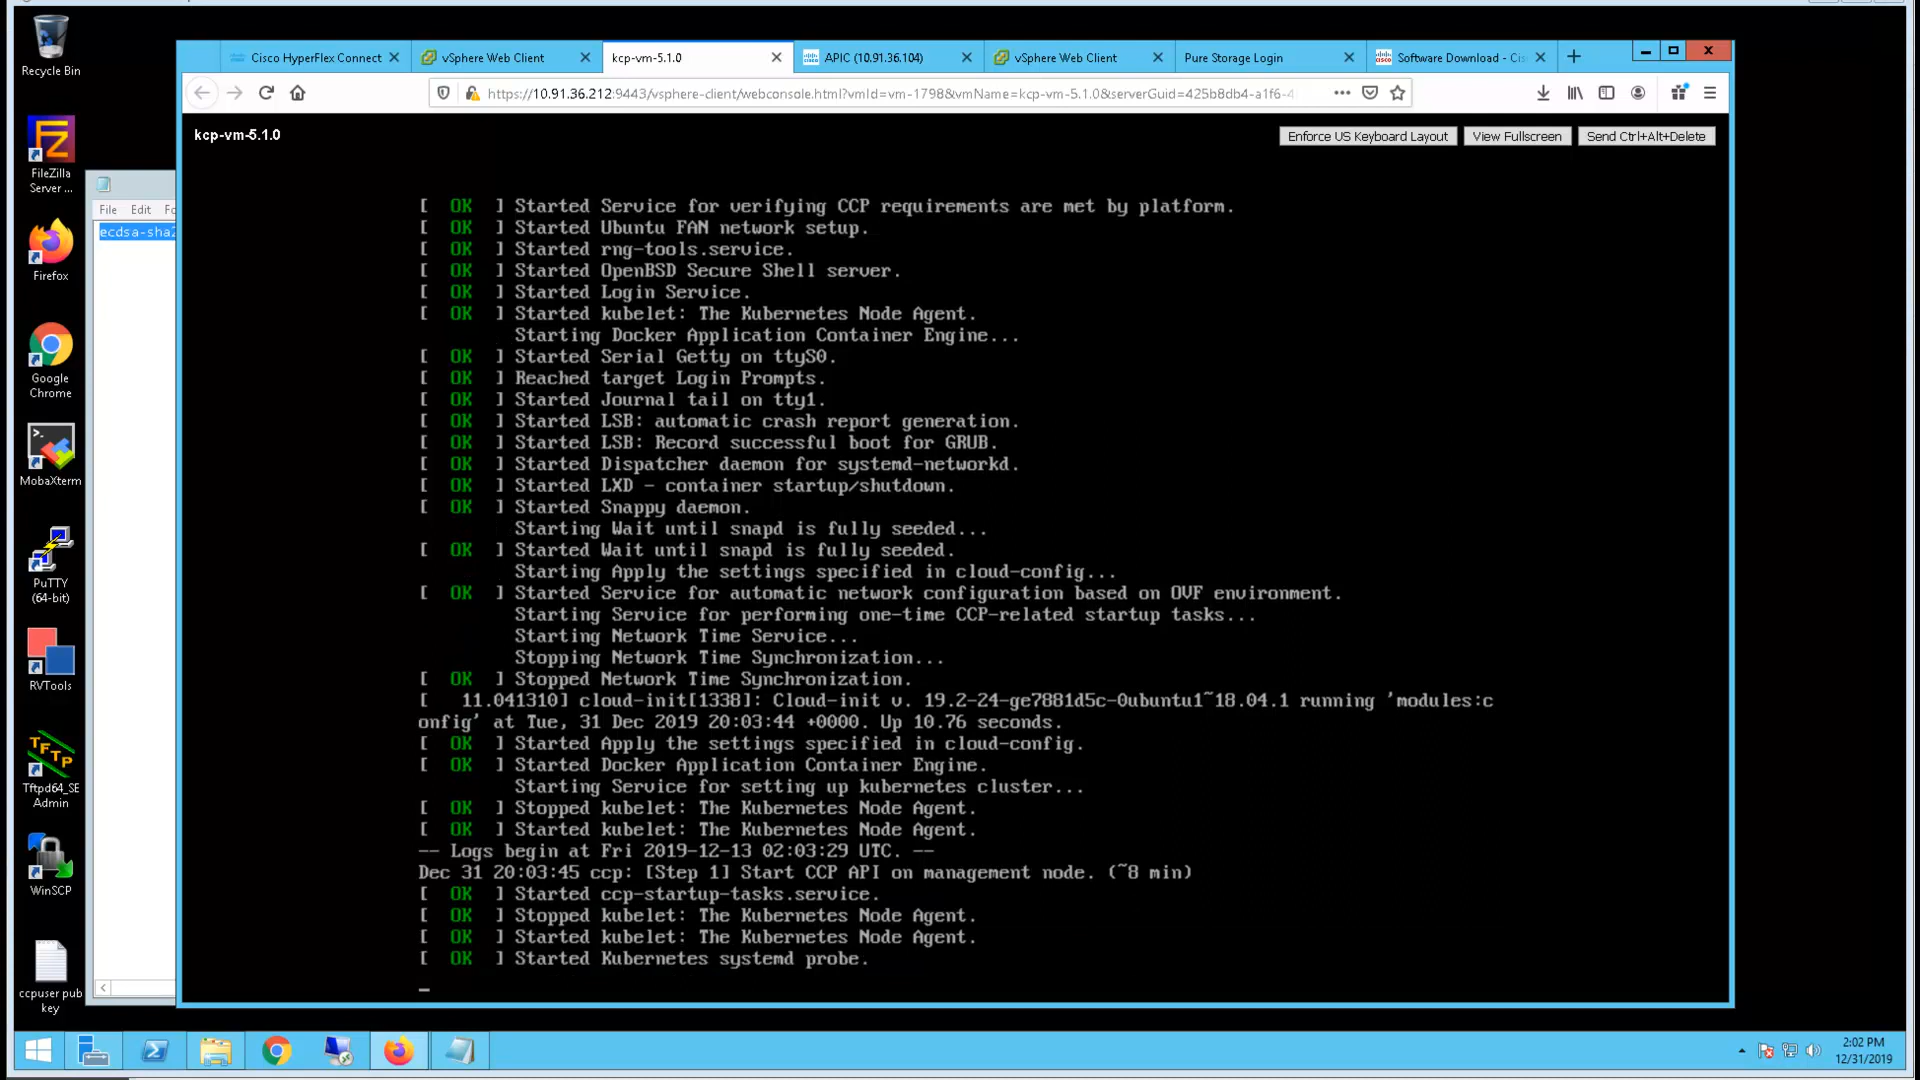 Recycle Bin
FileZilla
Server ...
Firefox
Google
Chrome
MobaXterm
PuTTY
(64-bit)
RVTools
Tftpd64_SE
Admin
WinSCP
ccpuser pub
key
File Edit Fo
ecdsa-sha2
Cisco HyperFlex Connect
vSphere Web Client
kcp-vm-5.1.0
APIC (10.91.36.104)
vSphere Web Client
Pure Storage Login
Software Download - Cis
https://10.91.36.212:9443/vsphere-client/webconsole.html?vmId=vm-1798&vmName=kcp-vm-5.1.0&serverGuid=425b8db4-a1f6-4
kcp-vm-5.1.0
Enforce US Keyboard Layout
View Fullscreen
Send Ctrl+Alt+Delete
[ OK ] Started Service for verifying CCP requirements are met by platform.
[ OK ] Started Ubuntu FAN network setup.
[ OK ] Started rng-tools.service.
[ OK ] Started OpenBSD Secure Shell server.
[ OK ] Started Login Service.
[ OK ] Started kubelet: The Kubernetes Node Agent.
Starting Docker Application Container Engine...
[ OK ] Started Serial Getty on ttyS0.
[ OK ] Reached target Login Prompts.
[ OK ] Started Journal tail on tty1.
[ OK ] Started LSB: automatic crash report generation.
[ OK ] Started LSB: Record successful boot for GRUB.
[ OK ] Started Dispatcher daemon for systemd-networkd.
[ OK ] Started LXD - container startup/shutdown.
[ OK ] Started Snappy daemon.
Starting Wait until snapd is fully seeded...
[ OK ] Started Wait until snapd is fully seeded.
Starting Apply the settings specified in cloud-config...
[ OK ] Started Service for automatic network configuration based on OVF environment.
Starting Service for performing one-time CCP-related startup tasks...
Starting Network Time Service...
Stopping Network Time Synchronization...
[ OK ] Stopped Network Time Synchronization.
[ 11.041310] cloud-init[1338]: Cloud-init v. 19.2-24-ge7881d5c-0ubuntu1~18.04.1 running 'modules:c
onfig' at Tue, 31 Dec 2019 20:03:44 +0000. Up 10.76 seconds.
[ OK ] Started Apply the settings specified in cloud-config.
[ OK ] Started Docker Application Container Engine.
Starting Service for setting up kubernetes cluster...
[ OK ] Stopped kubelet: The Kubernetes Node Agent.
[ OK ] Started kubelet: The Kubernetes Node Agent.
-- Logs begin at Fri 2019-12-13 02:03:29 UTC. --
Dec 31 20:03:45 ccp: [Step 1] Start CCP API on management node. (~8 min)
[ OK ] Started ccp-startup-tasks.service.
[ OK ] Stopped kubelet: The Kubernetes Node Agent.
[ OK ] Started kubelet: The Kubernetes Node Agent.
[ OK ] Started Kubernetes systemd probe.
2:02 PM
12/31/2019